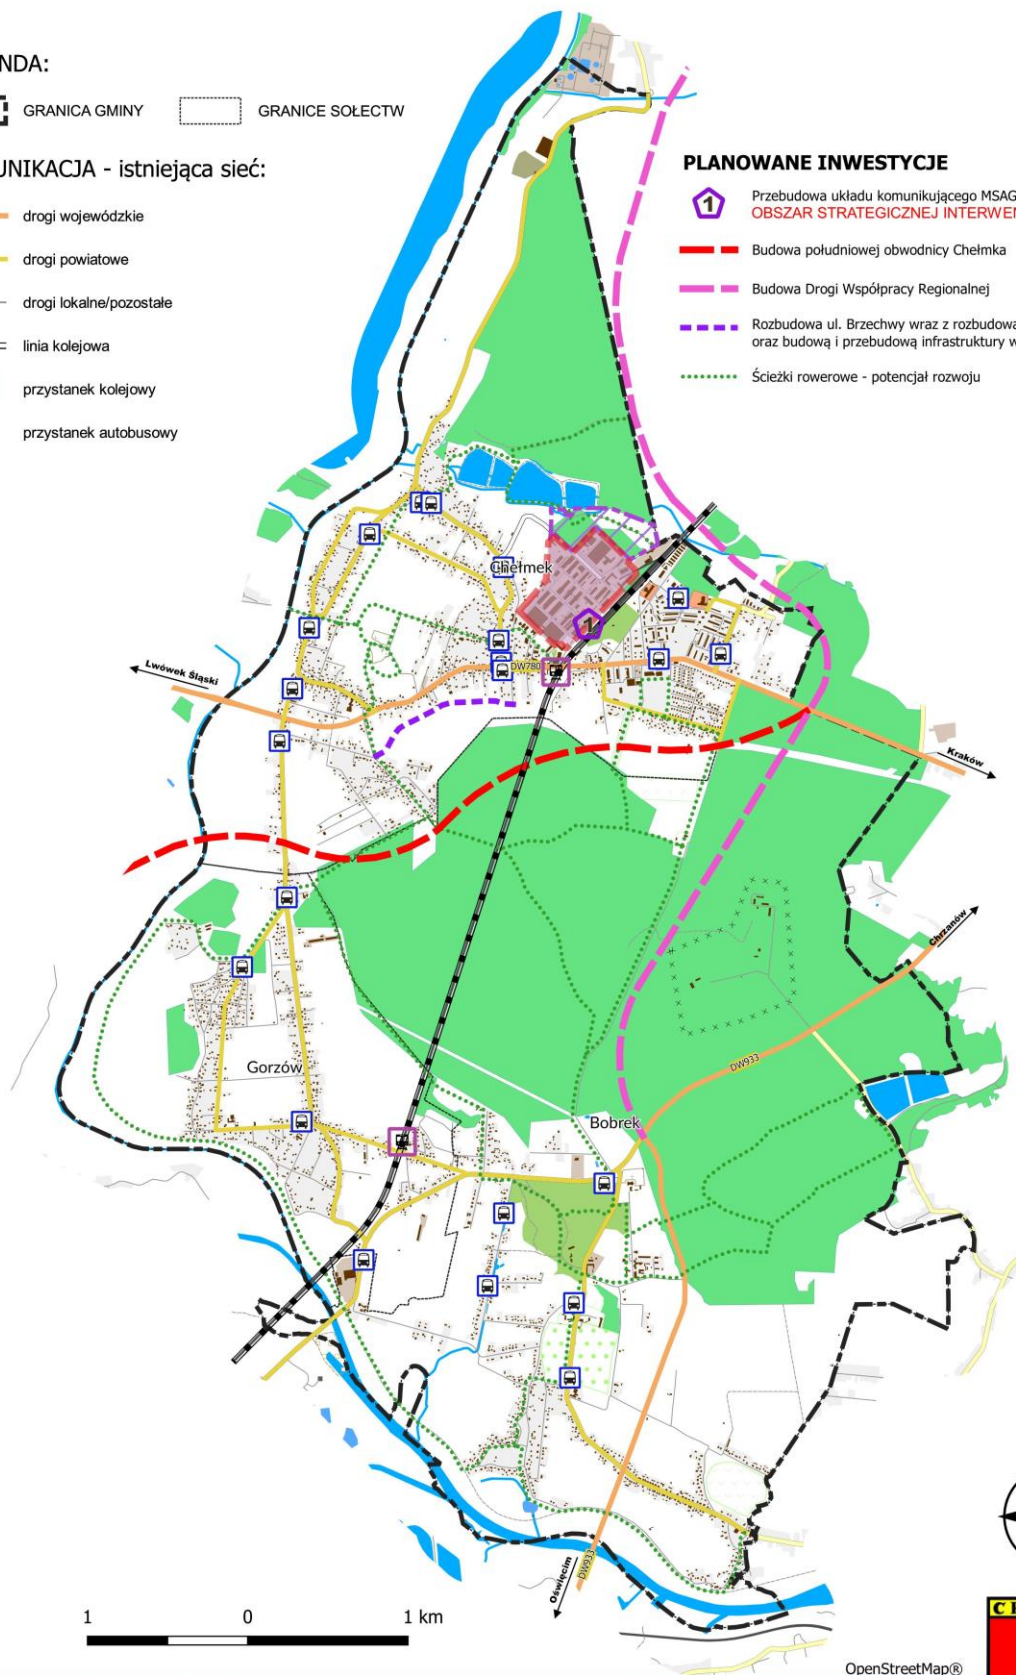 NDA:
GRANICA GMINY
GRANICE SOŁECTW
UNIKACJA - istniejąca sieć:
drogi wojewódzkie
drogi powiatowe
drogi lokalne/pozostałe
linia kolejowa
przystanek kolejowy
przystanek autobusowy
PLANOWANE INWESTYCJE
1
Przebudowa układu komunikującego MSAG
OBSZAR STRATEGICZNEJ INTERWEN
Budowa południowej obwodnicy Chełmka
Budowa Drogi Współpracy Regionalnej
Rozbudowa ul. Brzechwy wraz z rozbudową
oraz budową i przebudową infrastruktury w
Ścieżki rowerowe - potencjał rozwoju
Chełmek
1
DW780
Lwówek Śląski
Kraków
Chrzanów
DW933
Gorzów
Bobrek
Oświęcim
DW933
1 0 1 km
OpenStreetMap®
C